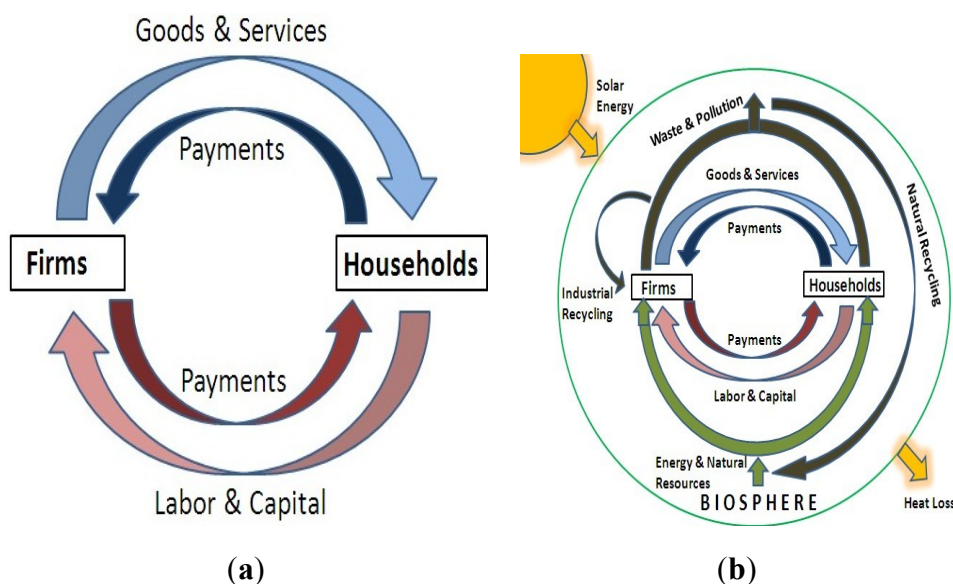 Goods & Services
Payments
Firms
Households
Payments
Labor & Capital
(a)
Solar
Energy
Waste & Pollution
Goods & Services
Payments
Natural Recycling
Firms
Households
Industrial
Recycling
Payments
Labor & Capital
Energy & Natural
Resources
BIOSPHERE
Heat Loss
(b)